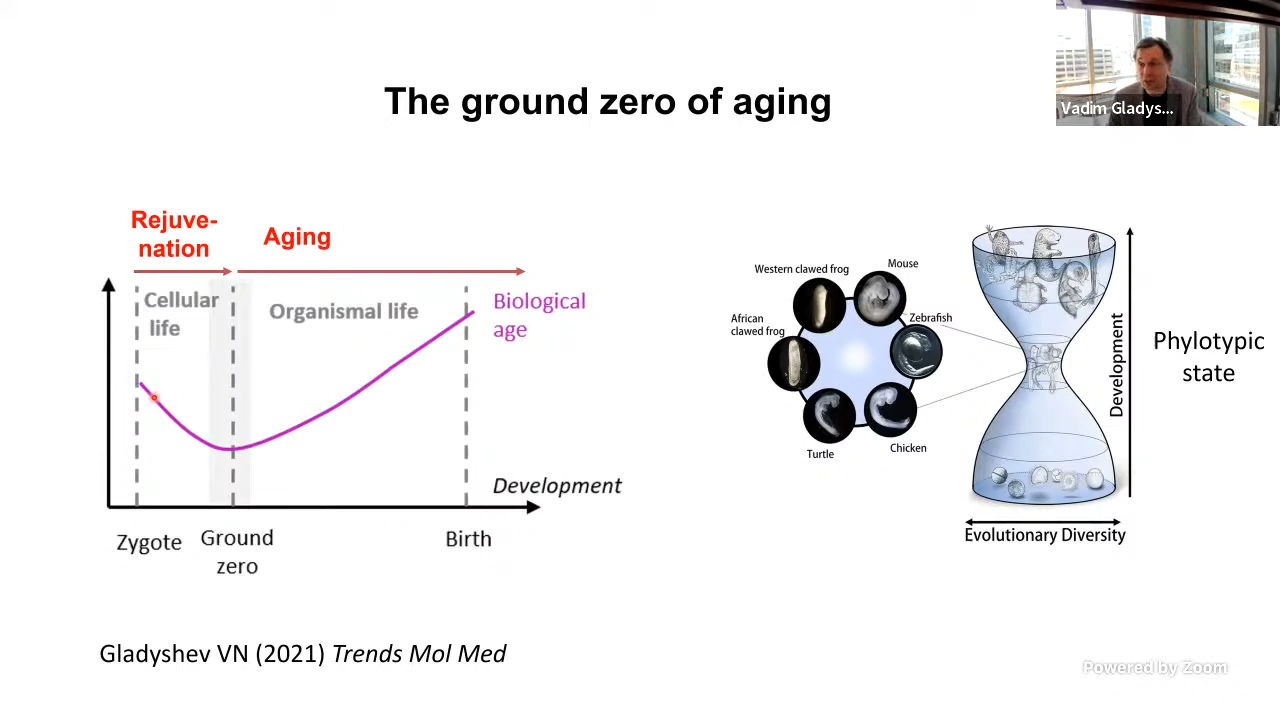 The ground zero of aging
Vadim Gladys...
Rejuve-
nation
Aging
Cellular
life
Organismal life
Biological
age
Development
Zygote
Ground
zero
Birth
Gladyshev VN (2021) Trends Mol Med
Western clawed frog
Mouse
African
clawed frog
Zebrafish
Turtle
Chicken
Development
Phylotypic
state
Evolutionary Diversity
Powered by Zoom